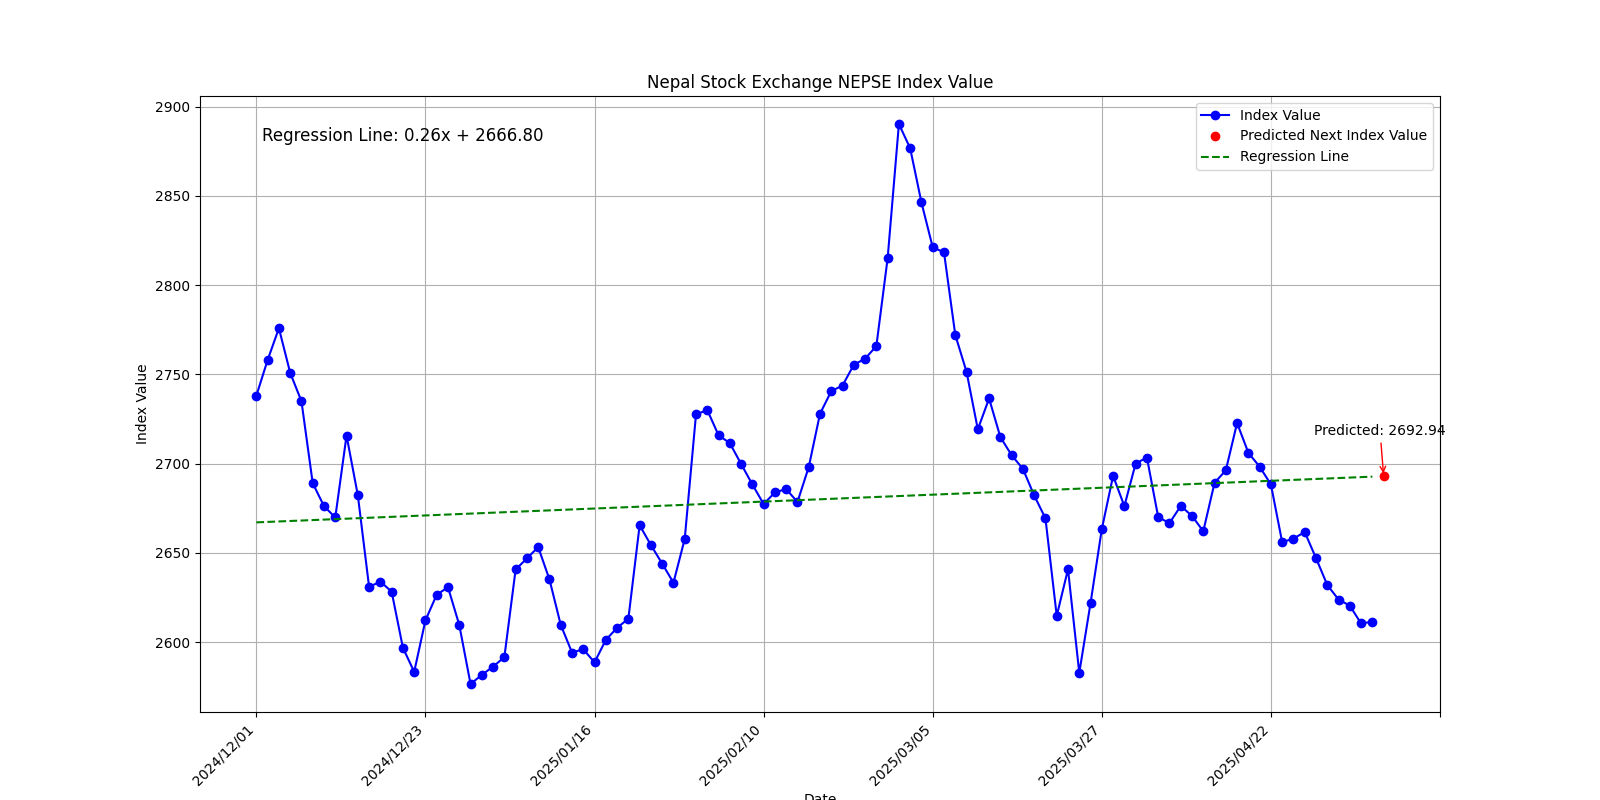 Nepal Stock Exchange NEPSE Index Value
2900
2850
2800
2750
2700
2650
2600
Index Value
Regression Line: 0.26x + 2666.80
Index Value
Predicted Next Index Value
Regression Line
Predicted: 2692.94
2024/12/01
2024/12/23
2025/01/16
2025/02/10
2025/03/05
2025/03/27
2025/04/22
Date